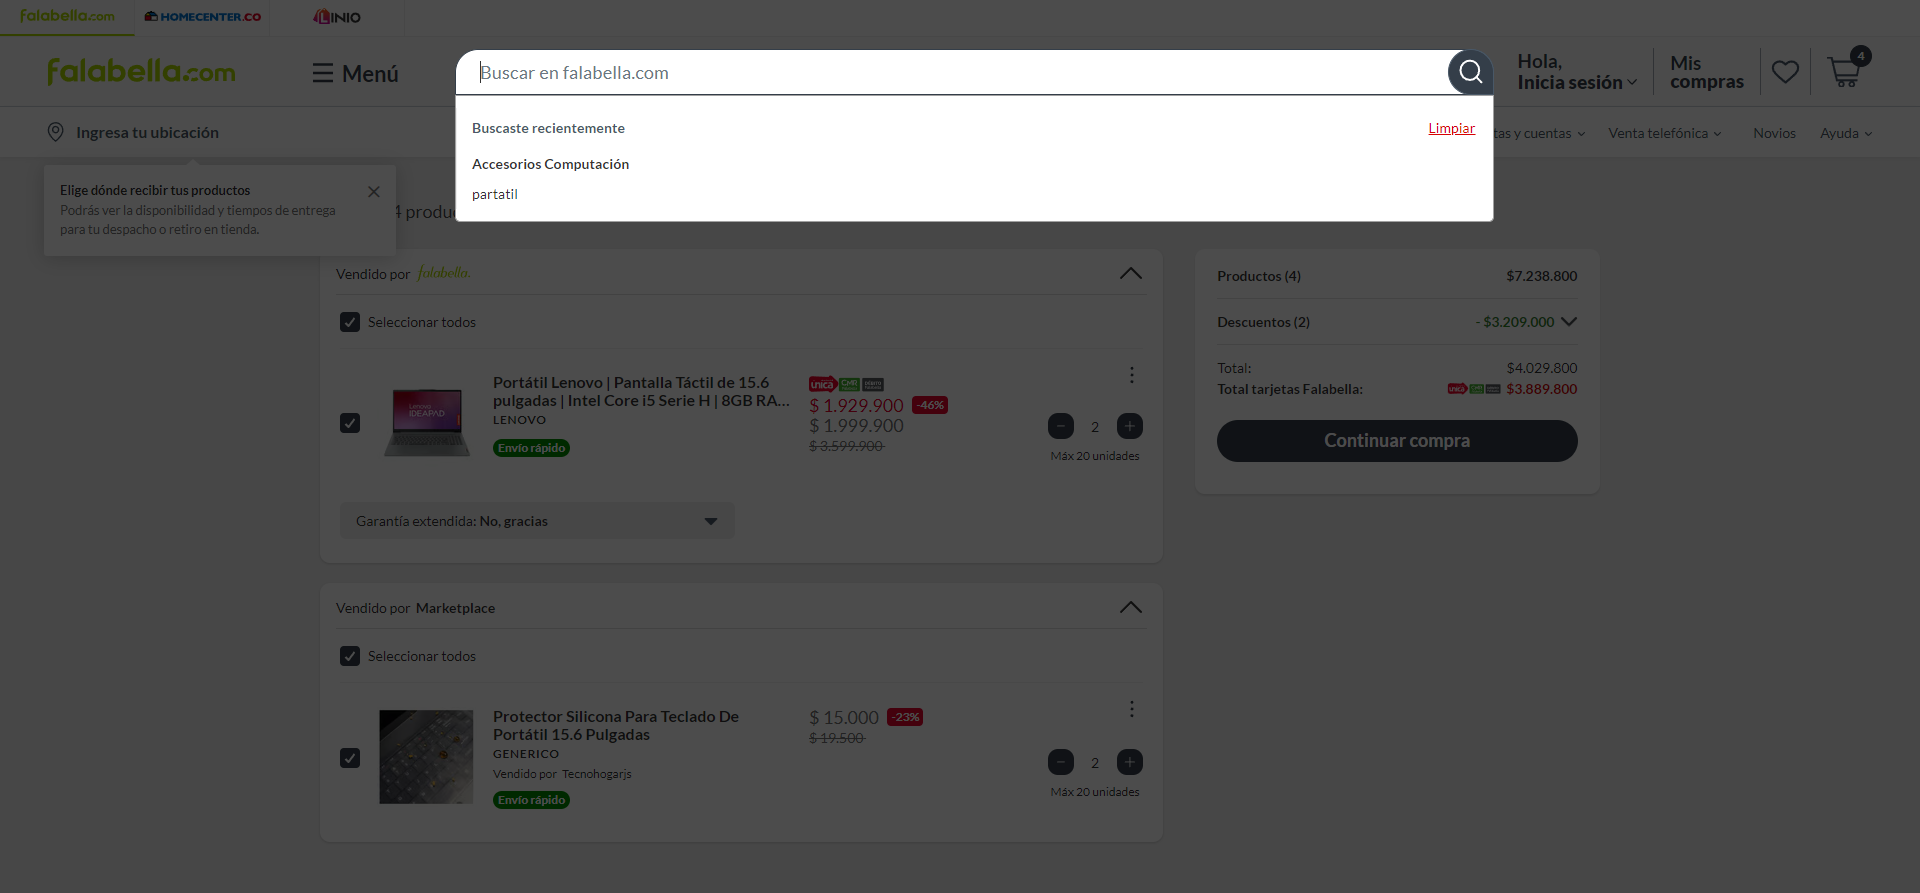 falabella.com
HOMECENTER.CO
LINIO
falabella.com
Menú
Buscar en falabella.com
Hola,
Inicia sesión
Mis
compras
4
Ingresa tu ubicación
tas y cuentas
Venta telefónica
Novios
Ayuda
Buscaste recientemente
Limpiar
Accesorios Computación
partatil
Elige dónde recibir tus productos
Podrás ver la disponibilidad y tiempos de entrega
para tu despacho o retiro en tienda.
4 produc
Vendido por falabella.
Seleccionar todos
Portátil Lenovo | Pantalla Táctil de 15.6
pulgadas | Intel Core i5 Serie H | 8GB RA...
LENOVO
Envío rápido
Lenovo
IDEAPAD
unica CMR
$ 1.929.900 -46%
$ 1.999.900
$ 3.599.900
2
Máx 20 unidades
Garantía extendida: No, gracias
Vendido por Marketplace
Seleccionar todos
Protector Silicona Para Teclado De
Portátil 15.6 Pulgadas
GENERICO
Vendido por Tecnohogarjs
Envío rápido
$ 15.000 -23%
$ 19.500
2
Máx 20 unidades
Productos (4) $7.238.800
Descuentos (2) - $3.209.000
Total: $4.029.800
Total tarjetas Falabella: unica CMR $3.889.800
Continuar compra